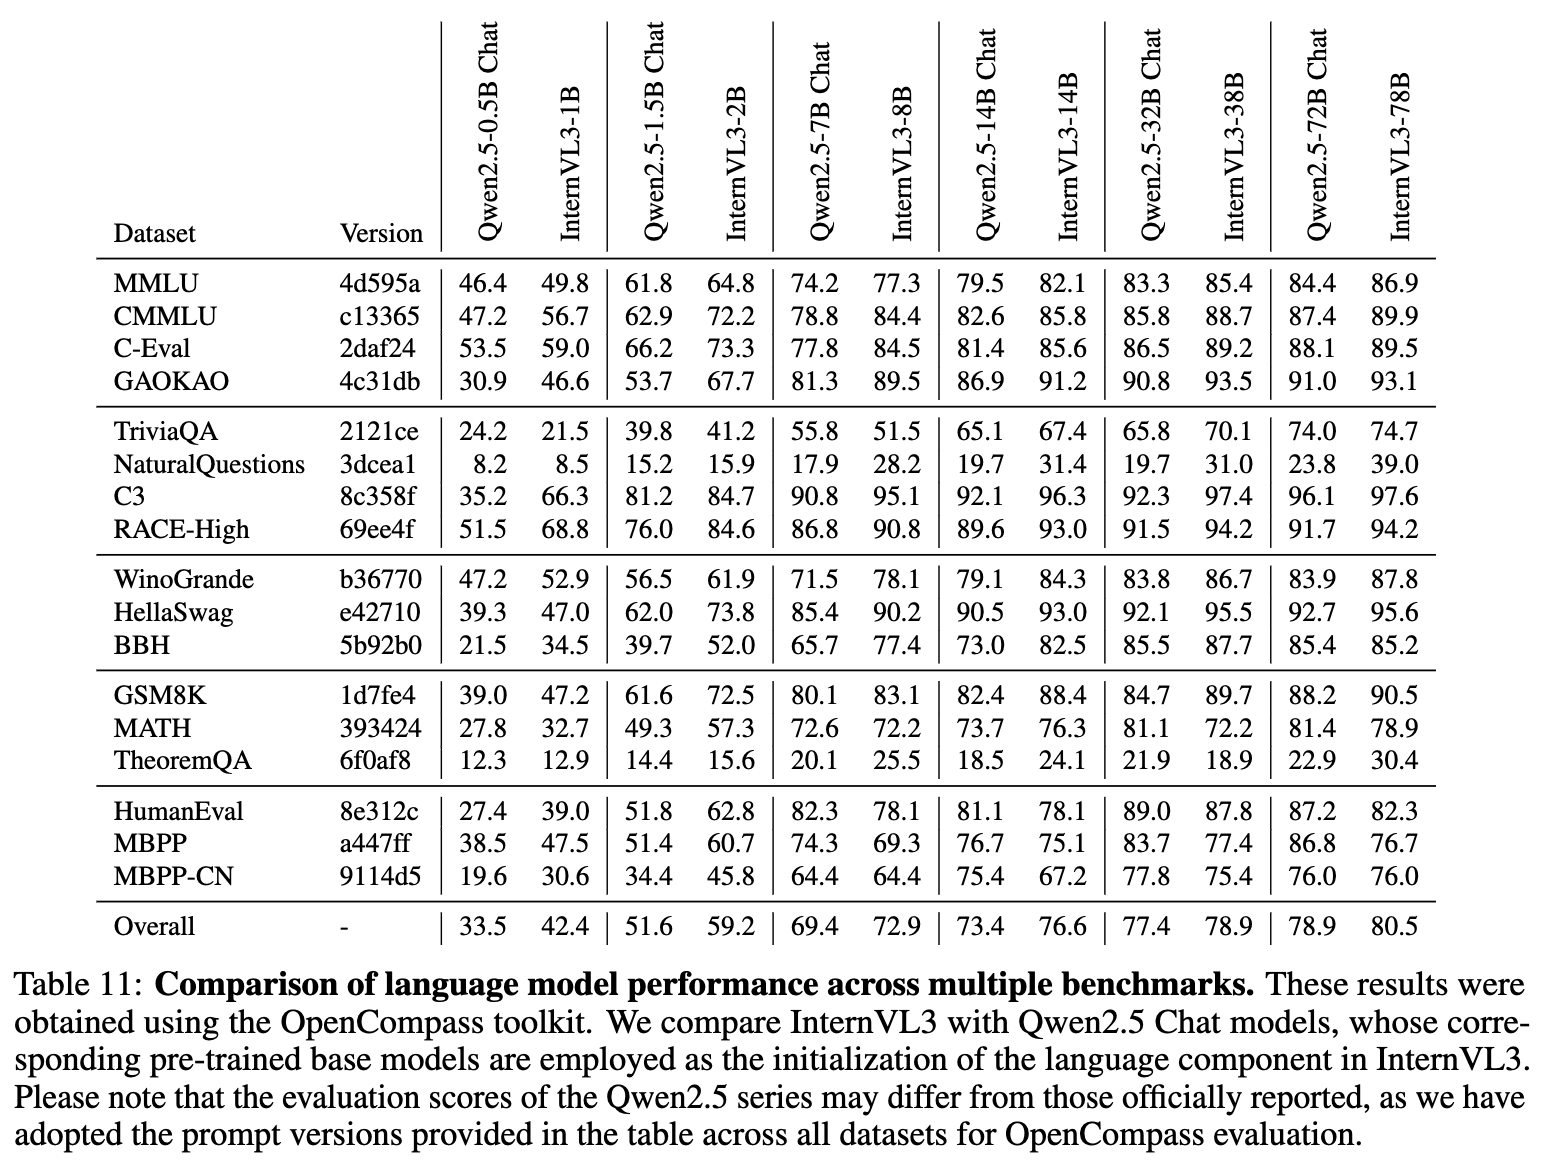 Dataset Version Qwen2.5-0.5B Chat InternVL3-1B Qwen2.5-1.5B Chat InternVL3-2B Qwen2.5-7B Chat InternVL3-8B Qwen2.5-14B Chat InternVL3-14B Qwen2.5-32B Chat InternVL3-38B Qwen2.5-72B Chat InternVL3-78B
MMLU 4d595a 46.4 49.8 61.8 64.8 74.2 77.3 79.5 82.1 83.3 85.4 84.4 86.9
CMMLU c13365 47.2 56.7 62.9 72.2 78.8 84.4 82.6 85.8 85.8 88.7 87.4 89.9
C-Eval 2daf24 53.5 59.0 66.2 73.3 77.8 84.5 81.4 85.6 86.5 89.2 88.1 89.5
GAOKAO 4c31db 30.9 46.6 53.7 67.7 81.3 89.5 86.9 91.2 90.8 93.5 91.0 93.1
TriviaQA 2121ce 24.2 21.5 39.8 41.2 55.8 51.5 65.1 67.4 65.8 70.1 74.0 74.7
NaturalQuestions 3dcea1 8.2 8.5 15.2 15.9 17.9 28.2 19.7 31.4 19.7 31.0 23.8 39.0
C3 8c358f 35.2 66.3 81.2 84.7 90.8 95.1 92.1 96.3 92.3 97.4 96.1 97.6
RACE-High 69ee4f 51.5 68.8 76.0 84.6 86.8 90.8 89.6 93.0 91.5 94.2 91.7 94.2
WinoGrande b36770 47.2 52.9 56.5 61.9 71.5 78.1 79.1 84.3 83.8 86.7 83.9 87.8
HellaSwag e42710 39.3 47.0 62.0 73.8 85.4 90.2 90.5 93.0 92.1 95.5 92.7 95.6
BBH 5b92b0 21.5 34.5 39.7 52.0 65.7 77.4 73.0 82.5 85.5 87.7 85.4 85.2
GSM8K 1d7fe4 39.0 47.2 61.6 72.5 80.1 83.1 82.4 88.4 84.7 89.7 88.2 90.5
MATH 393424 27.8 32.7 49.3 57.3 72.6 72.2 73.7 76.3 81.1 72.2 81.4 78.9
TheoremQA 6f0af8 12.3 12.9 14.4 15.6 20.1 25.5 18.5 24.1 21.9 18.9 22.9 30.4
HumanEval 8e312c 27.4 39.0 51.8 62.8 82.3 78.1 81.1 78.1 89.0 87.8 87.2 82.3
MBPP a447ff 38.5 47.5 51.4 60.7 74.3 69.3 76.7 75.1 83.7 77.4 86.8 76.7
MBPP-CN 9114d5 19.6 30.6 34.4 45.8 64.4 64.4 75.4 67.2 77.8 75.4 76.0 76.0
Overall - 33.5 42.4 51.6 59.2 69.4 72.9 73.4 76.6 77.4 78.9 78.9 80.5
Table 11: Comparison of language model performance across multiple benchmarks. These results were
obtained using the OpenCompass toolkit. We compare InternVL3 with Qwen2.5 Chat models, whose corre-
sponding pre-trained base models are employed as the initialization of the language component in InternVL3.
Please note that the evaluation scores of the Qwen2.5 series may differ from those officially reported, as we have
adopted the prompt versions provided in the table across all datasets for OpenCompass evaluation.